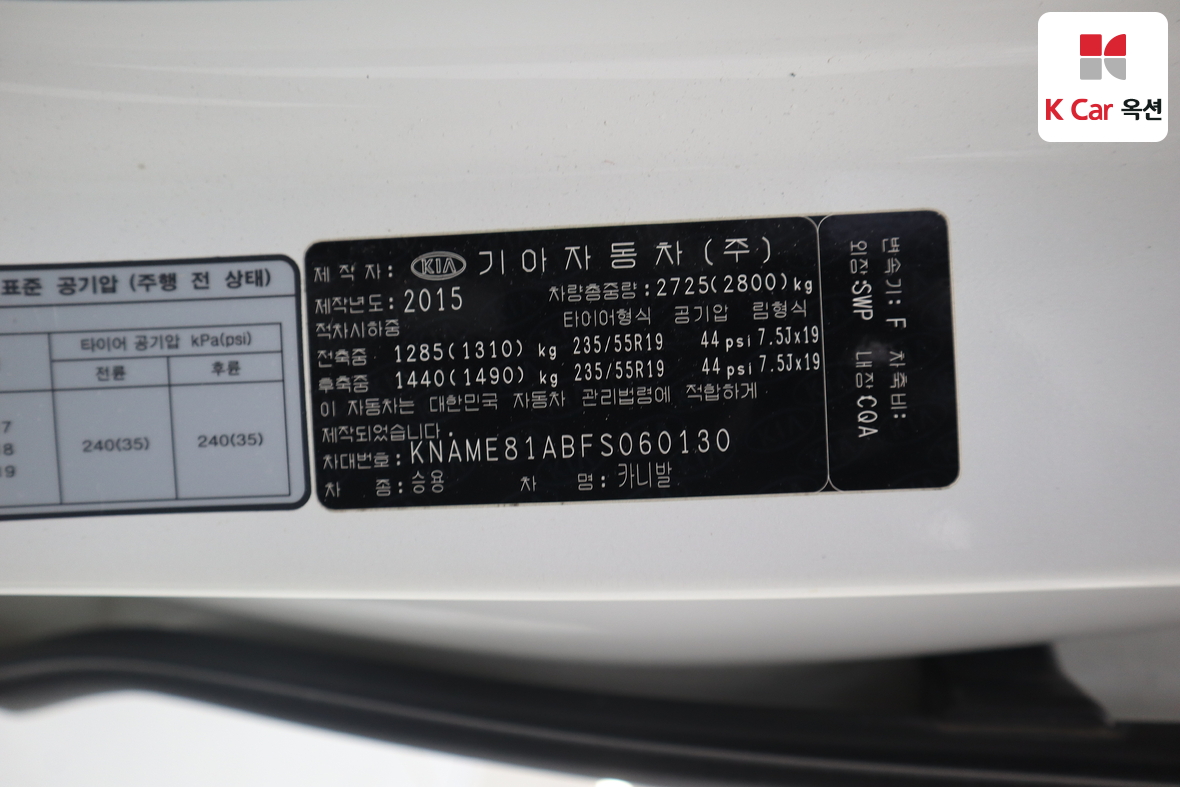 K Car 옥션
표준 공기압 (주행 전 상태)
타이어 공기압 kPa(psi)
전륜 후륜
7
8
9
240(35) 240(35)
제 작 자 : KIA 기 아 자 동 차 ( 주 )
제작년도 : 2015 차량총중량 : 2725(2800)kg
적차시하중 타이어형식 공기압 림형식
전축중 1285(1310) kg 235/55R19 44 psi 7.5Jx19
후축중 1440(1490) kg 235/55R19 44 psi 7.5Jx19
이 자동차는 대한민국 자동차 관리법령에 적합하게
제작되었습니다.
차대번호 : KNAME81ABFS060130
차 종 : 승용 차 명 : 카니발
변속기 : F 차축비 :
외장:SWP 내장:CQA